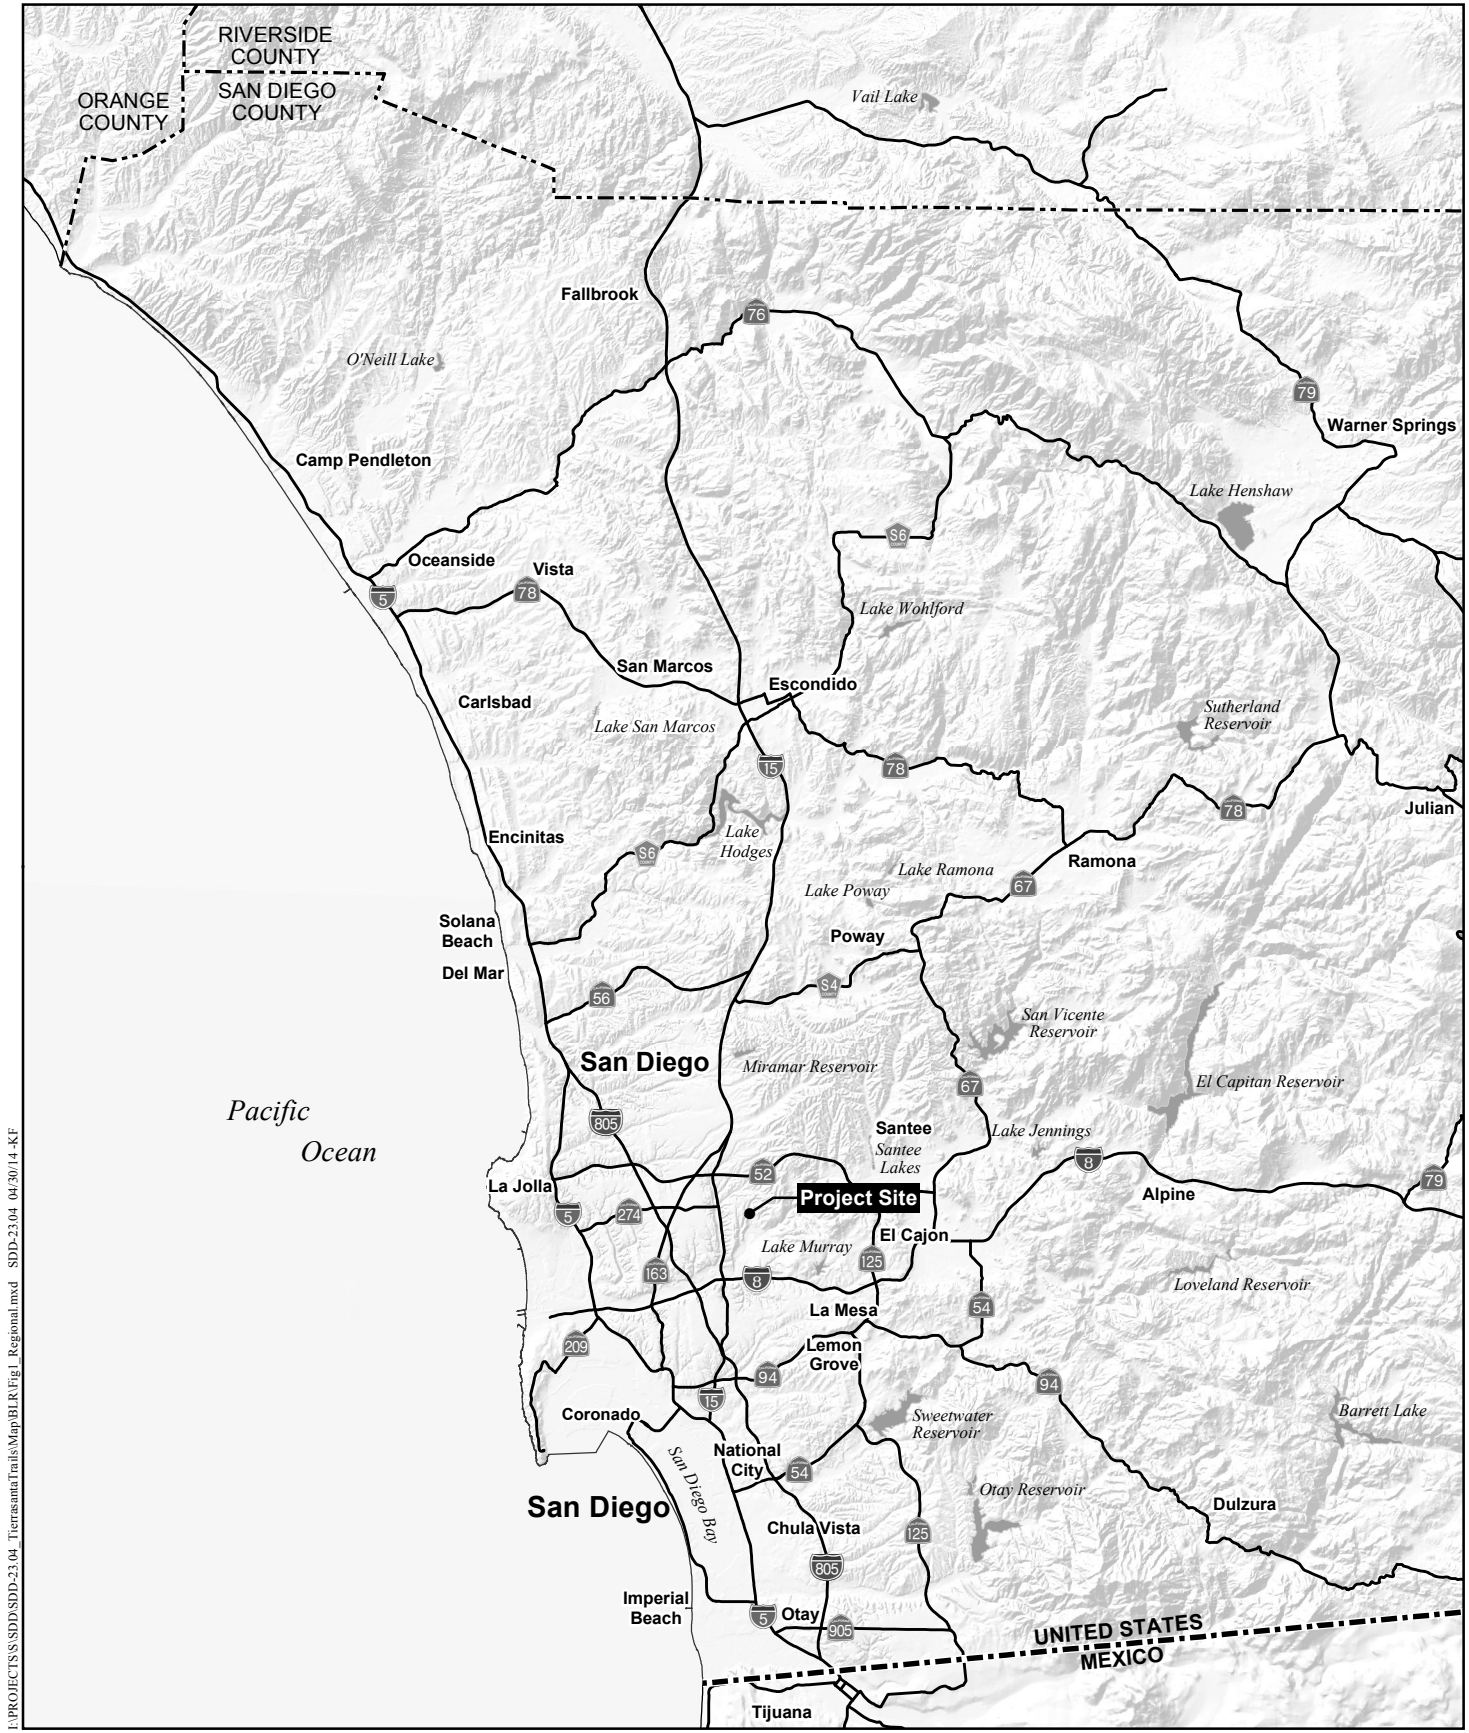 RIVERSIDE
COUNTY
ORANGE
COUNTY
SAN DIEGO
COUNTY
Vail Lake
Fallbrook
76
O'Neill Lake
79
Warner Springs
Camp Pendleton
Lake Henshaw
S6
COUNTY
Oceanside
Vista
5
78
Lake Wohlford
San Marcos
Escondido
Carlsbad
Lake San Marcos
Sutherland
Reservoir
15
78
78
Julian
Encinitas
Lake
Hodges
S6
COUNTY
Ramona
Lake Ramona
67
Lake Poway
Solana
Beach
Poway
Del Mar
S4
COUNTY
56
San Vicente
Reservoir
San Diego
Miramar Reservoir
67
El Capitan Reservoir
Pacific
Ocean
805
Santee
Santee
Lakes
Lake Jennings
8
52
La Jolla
Project Site
Alpine
79
5
274
El Cajon
Lake Murray
125
163
8
Loveland Reservoir
La Mesa
54
209
Lemon
Grove
94
94
15
Coronado
Sweetwater
Reservoir
Barrett Lake
National
City
54
San Diego Bay
Otay Reservoir
San Diego
Dulzura
Chula Vista
125
805
Imperial
Beach
5
Otay
905
UNITED STATES
MEXICO
Tijuana
I:\PROJECTS\S\SDD\SDD-23.04_TierrasantaTrails\Map\BLR\Fig1_Regional.mxd SDD-23.04 04/30/14 -KF